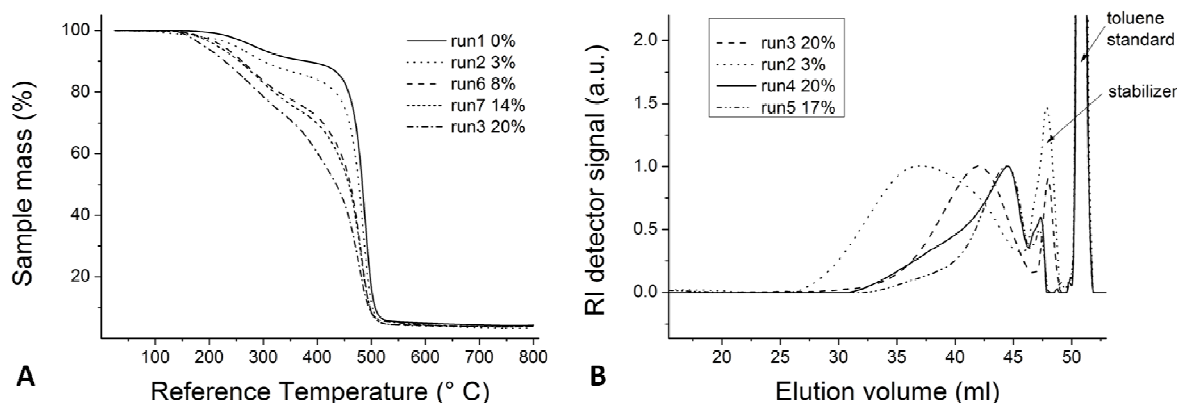 100
80
60
40
20
100 200 300 400 500 600 700 800
Sample mass (%)
Reference Temperature (° C)
run1 0%
run2 3%
run6 8%
run7 14%
run3 20%
A
2.0
1.5
1.0
0.5
0.0
15 20 25 30 35 40 45 50
RI detector signal (a.u.)
Elution volume (ml)
run3 20%
run2 3%
run4 20%
run5 17%
toluene
standard
stabilizer
B